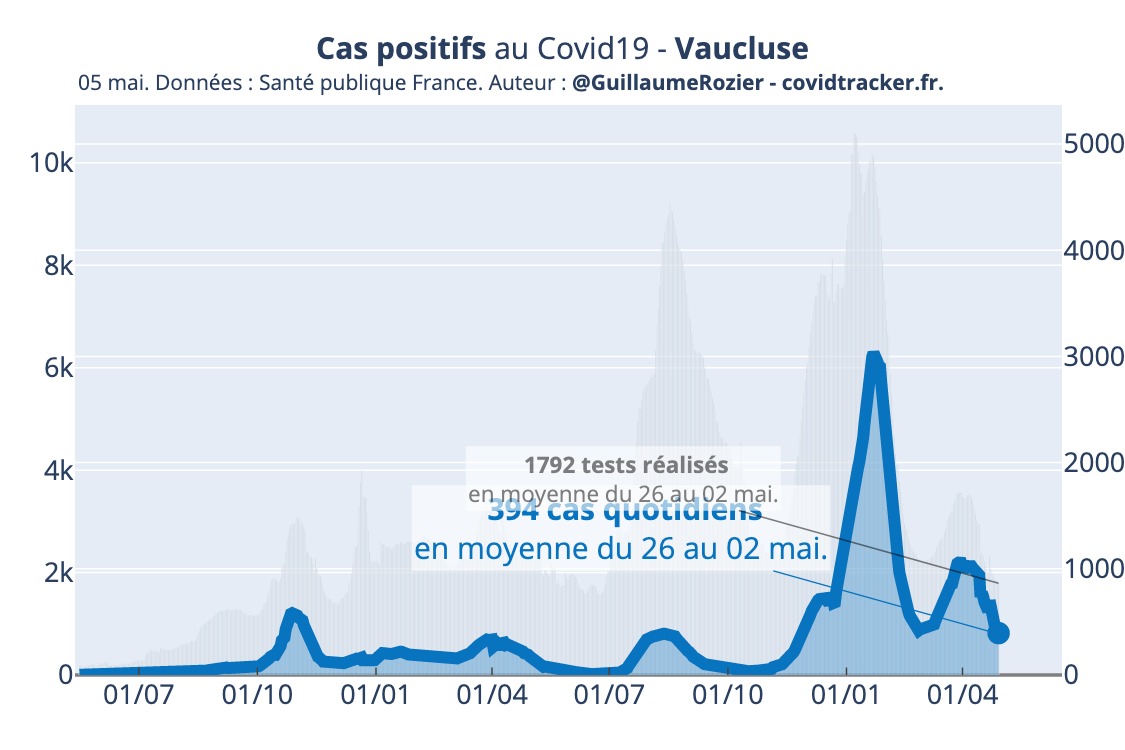 Cas positifs au Covid19 - Vaucluse
05 mai. Données : Santé publique France. Auteur : @GuillaumeRozier - covidtracker.fr.
10k
8k
6k
4k
2k
0
5000
4000
3000
2000
1000
0
1792 tests réalisés
en moyenne du 26 au 02 mai.
394 cas quotidiens
en moyenne du 26 au 02 mai.
01/07 01/10 01/01 01/04 01/07 01/10 01/01 01/04